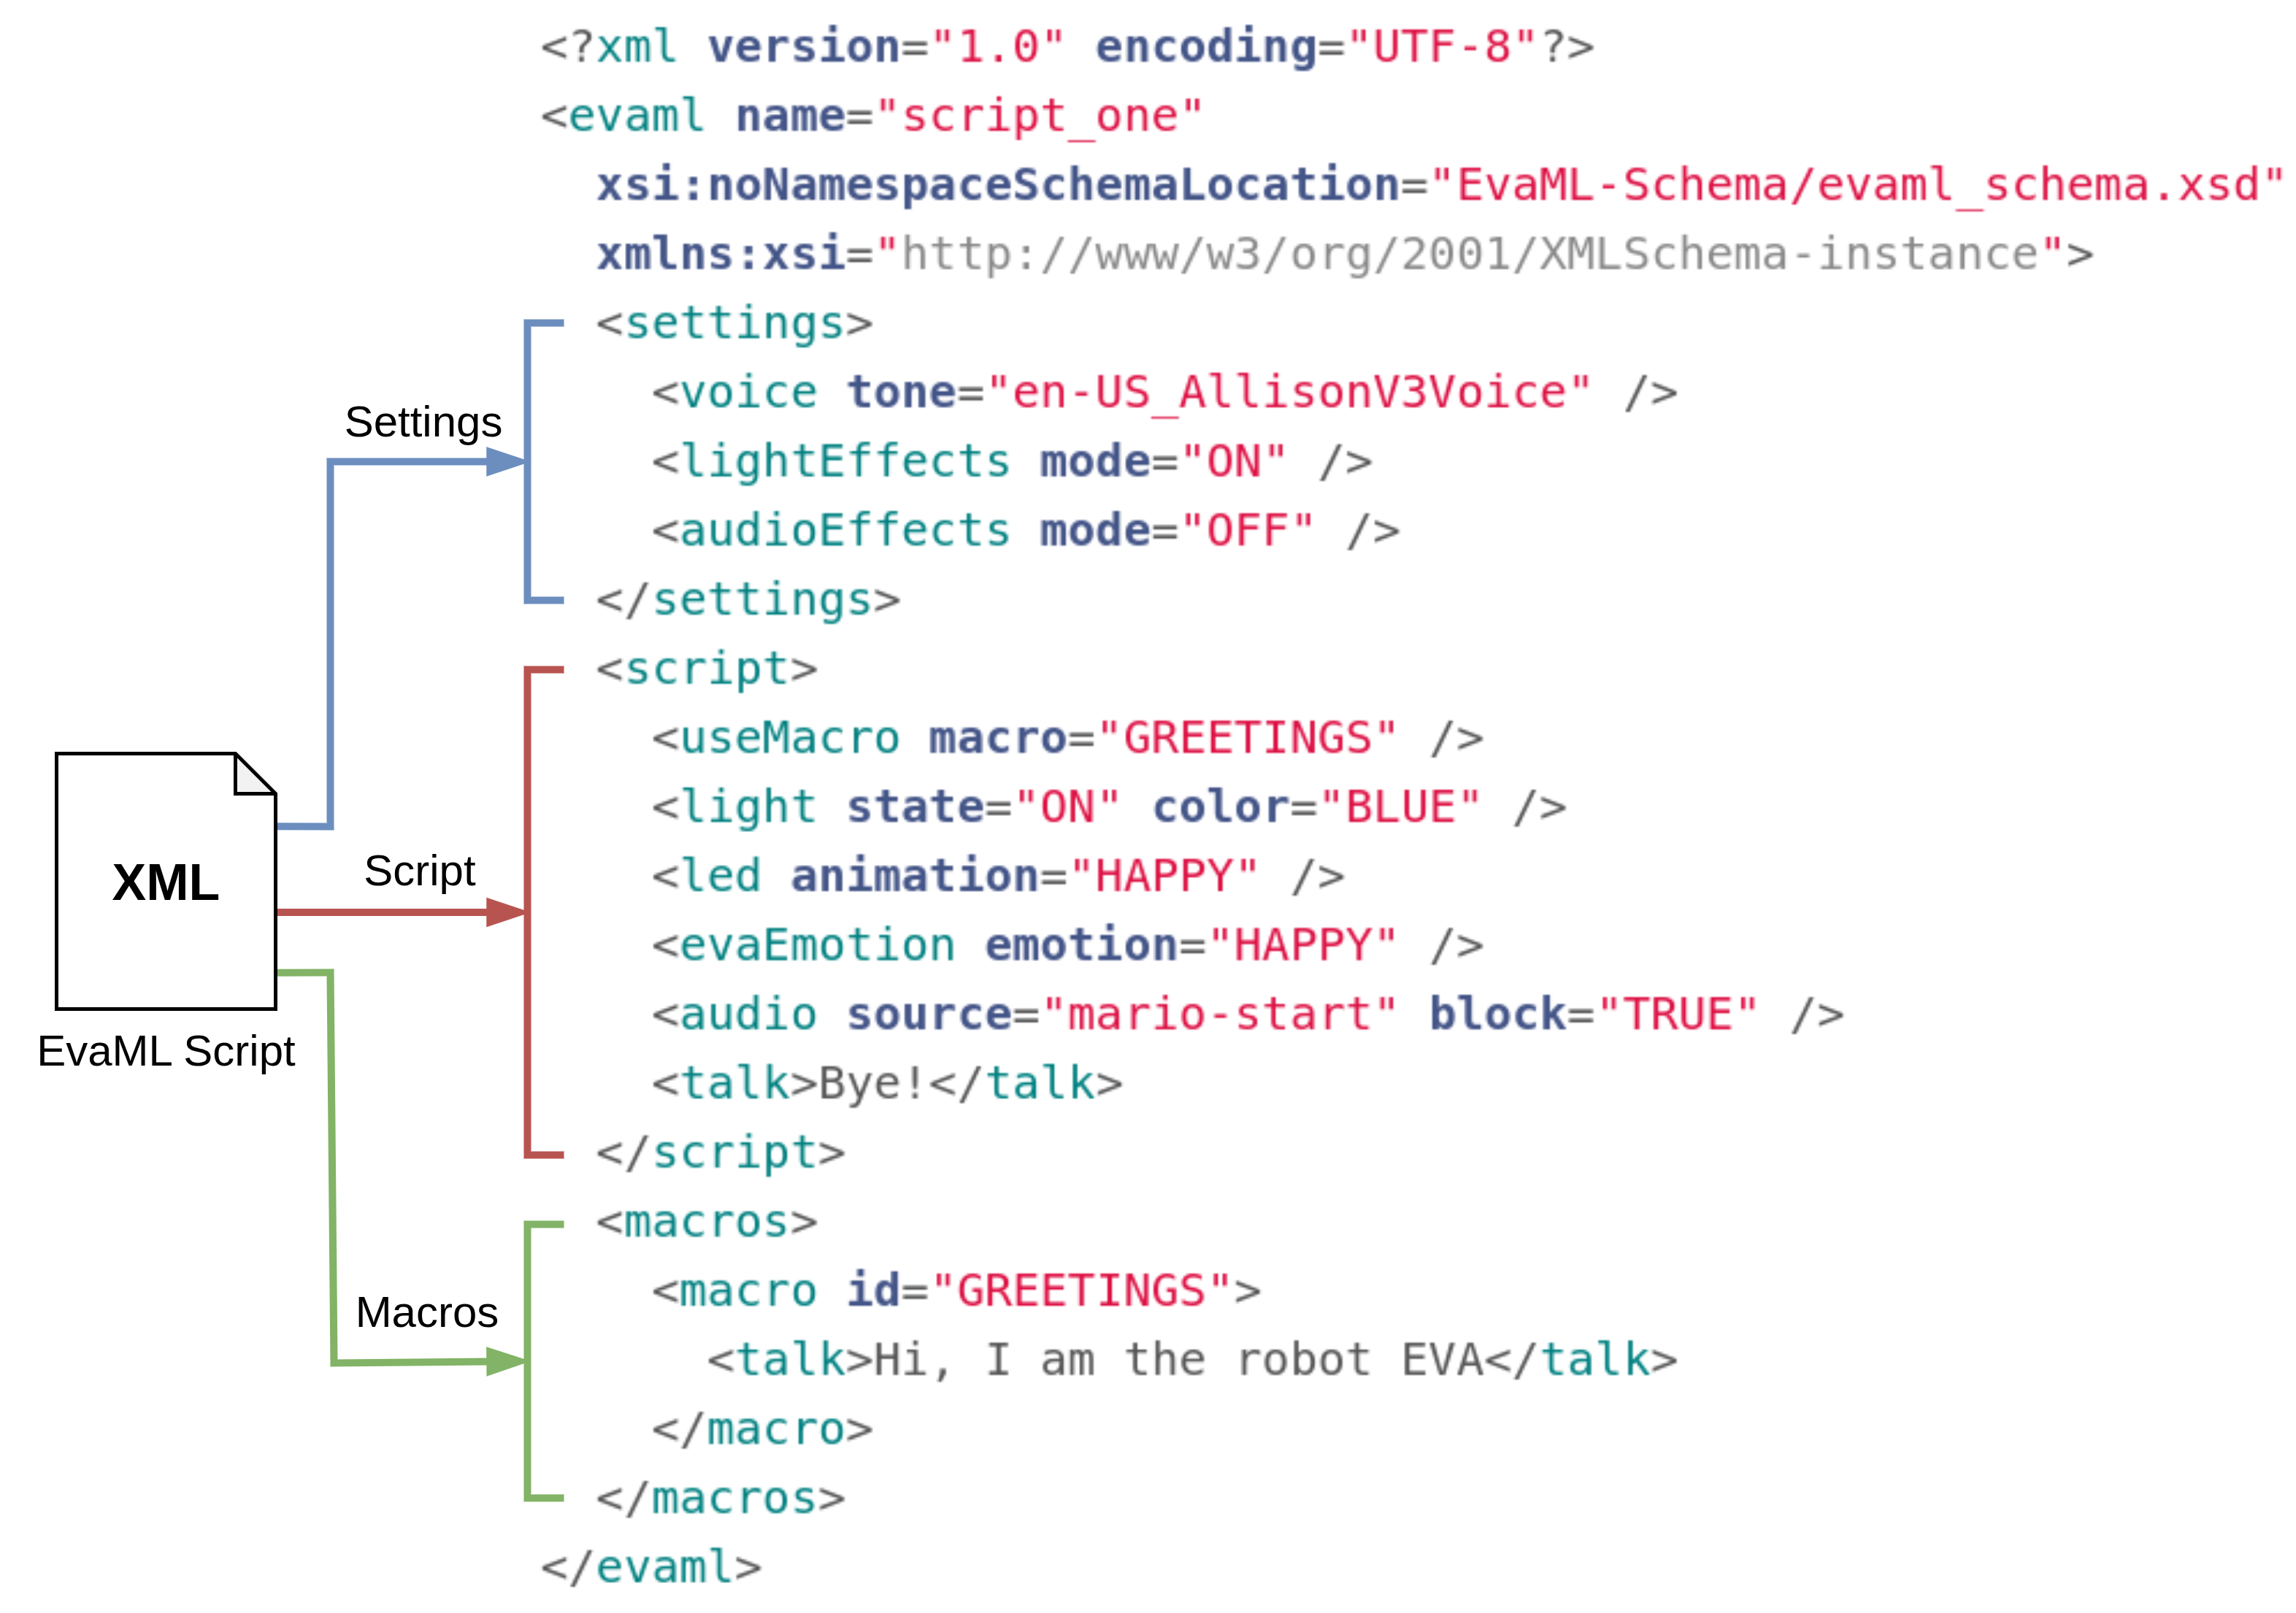 <?xml version="1.0" encoding="UTF-8"?>
<evaml name="script_one"
xsi:noNamespaceSchemaLocation="EvaML-Schema/evaml_schema.xsd"
xmlns:xsi="http://www/w3/org/2001/XMLSchema-instance">
<settings>
<voice tone="en-US_AllisonV3Voice" />
Settings
<lightEffects mode="ON" />
<audioEffects mode="OFF" />
</settings>
<script>
<useMacro macro="GREETINGS" />
<light state="ON" color="BLUE" />
Script
<led animation="HAPPY" />
XML
<evaEmotion emotion="HAPPY" />
<audio source="mario-start" block="TRUE" />
EvaML Script
<talk>Bye!</talk>
</script>
<macros>
<macro id="GREETINGS">
Macros
<talk>Hi, I am the robot EVA</talk>
</macro>
</macros>
</evaml>